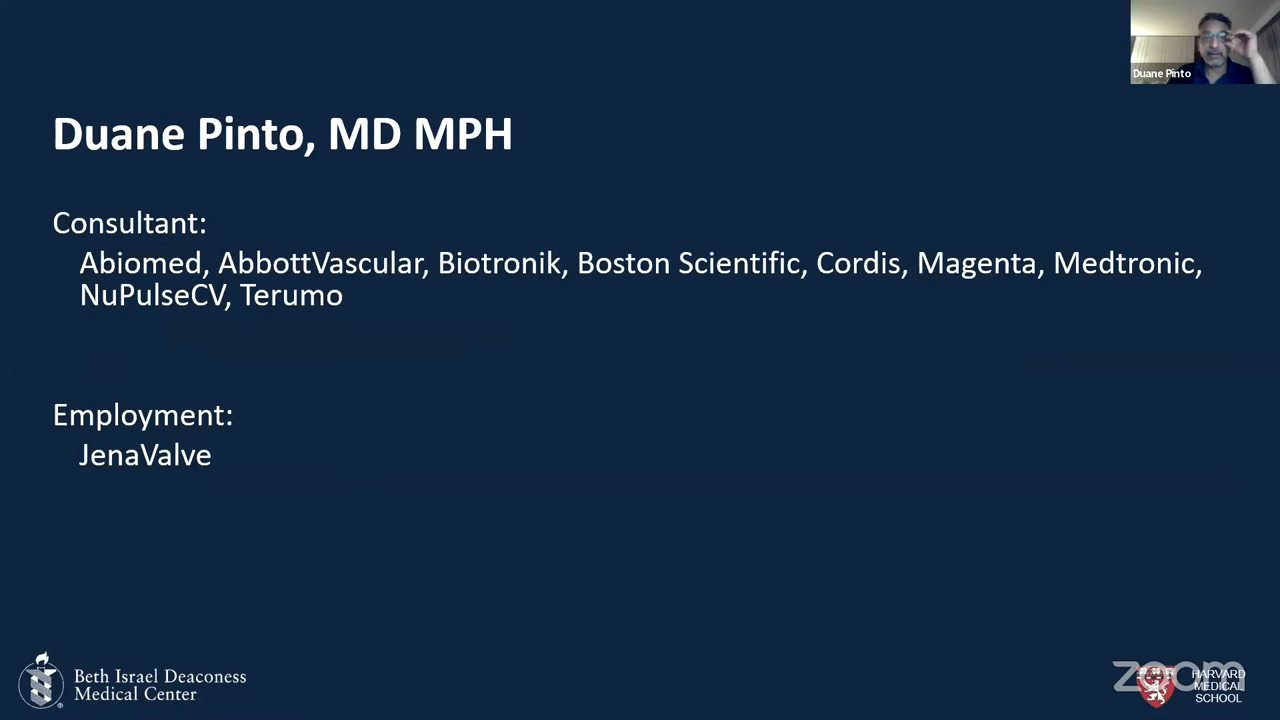 Duane Pinto
Duane Pinto, MD MPH
Consultant:
Abiomed, AbbottVascular, Biotronik, Boston Scientific, Cordis, Magenta, Medtronic,
NuPulseCV, Terumo
Employment:
JenaValve
Beth Israel Deaconess
Medical Center
zoom
HARVARD
MEDICAL
SCHOOL